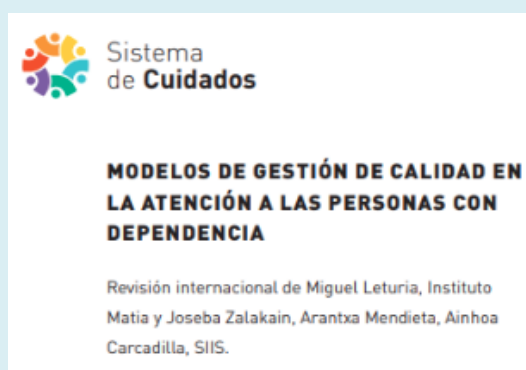 Sistema
de Cuidados
MODELOS DE GESTIÓN DE CALIDAD EN
LA ATENCIÓN A LAS PERSONAS CON
DEPENDENCIA
Revisión internacional de Miguel Leturia, Instituto
Matia y Joseba Zalakain, Arantxa Mendieta, Ainhoa
Carcadilla, SIIS.